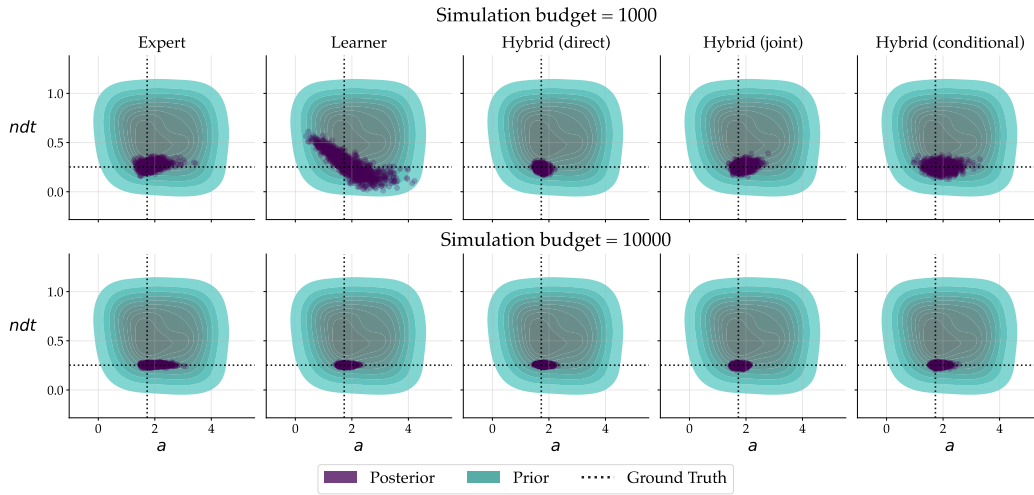 Simulation budget = 1000
Expert Learner Hybrid (direct) Hybrid (joint) Hybrid (conditional)
1.0
ndt
0.5
0.0
Simulation budget = 10000
1.0
ndt
0.5
0.0
0 2 4 0 2 4 0 2 4 0 2 4 0 2 4
a a a a a
Posterior Prior Ground Truth